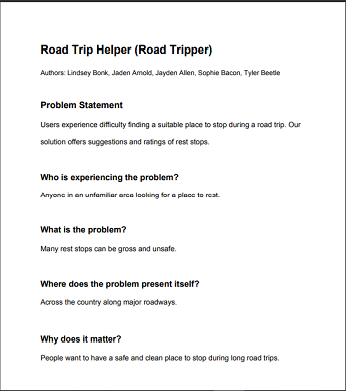 Road Trip Helper (Road Tripper)
Authors: Lindsey Bonk, Jaden Arnold, Jayden Allen, Sophie Bacon, Tyler Beetle
Problem Statement
Users experience difficulty finding a suitable place to stop during a road trip. Our
solution offers suggestions and ratings of rest stops.
Who is experiencing the problem?
Anyone in an unfamiliar area looking for a place to rest.
What is the problem?
Many rest stops can be gross and unsafe.
Where does the problem present itself?
Across the country along major roadways.
Why does it matter?
People want to have a safe and clean place to stop during long road trips.